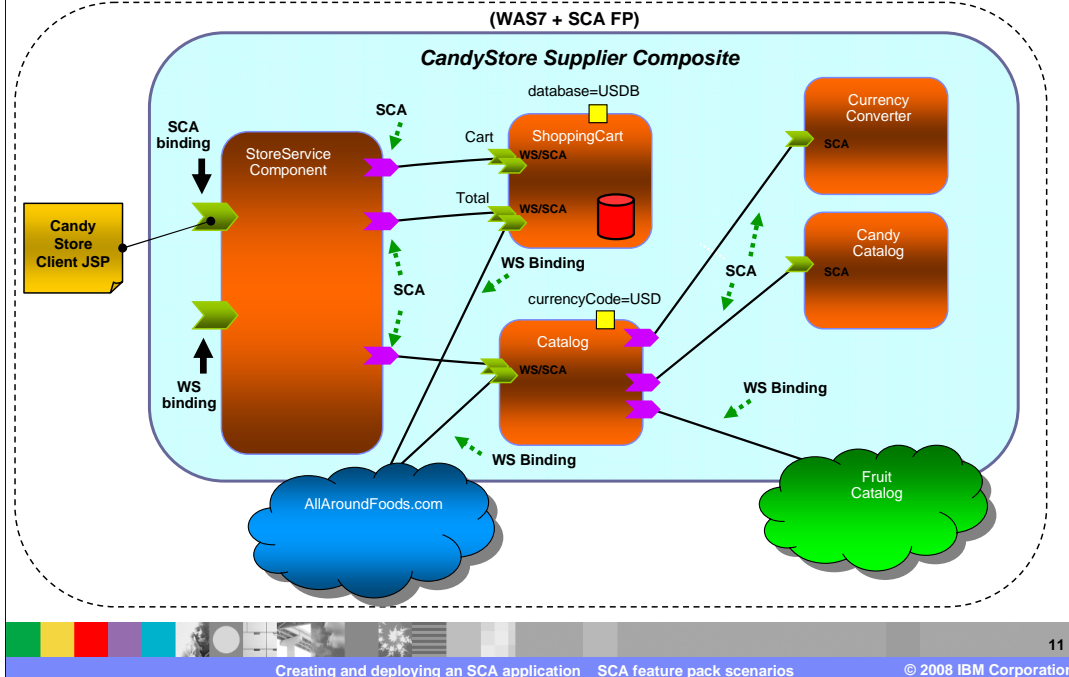 (WAS7 + SCA FP)
CandyStore Supplier Composite
database=USDB
SCA
SCA
binding
StoreService
Component
Cart
WS/SCA
ShoppingCart
Currency
Converter
SCA
Total
WS/SCA
Candy
Store
Client JSP
Candy
Catalog
SCA
WS Binding
SCA
SCA
currencyCode=USD
Catalog
WS/SCA
WS
binding
WS Binding
WS Binding
AllAroundFoods.com
Fruit
Catalog
11
Creating and deploying an SCA application SCA feature pack scenarios
© 2008 IBM Corporation